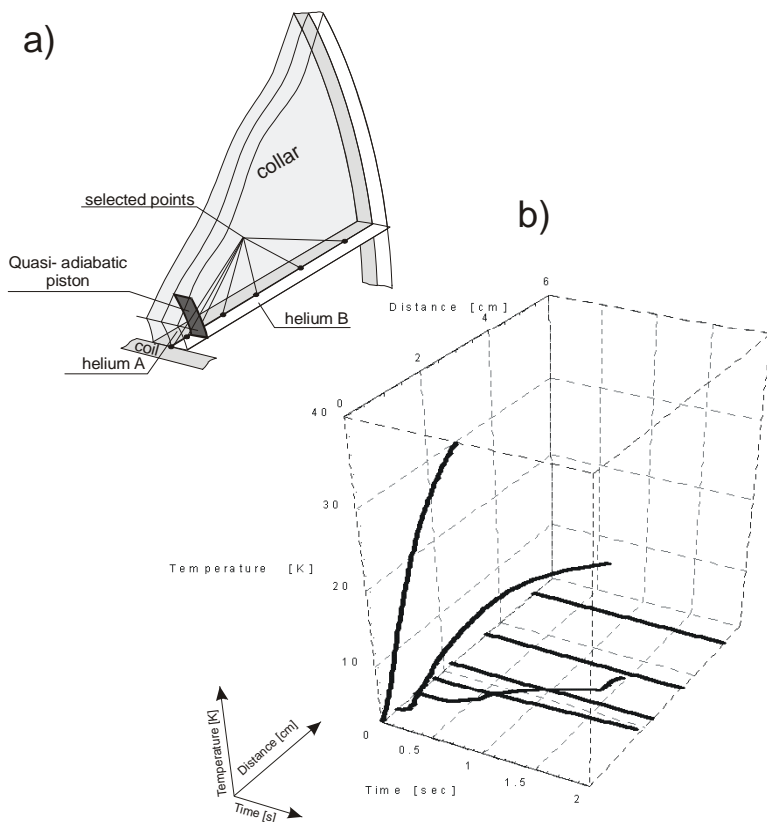 a)
collar
selected points
Quasi- adiabatic
piston
helium B
coil
helium A
b)
Distance [cm]
0
2
4
6
40
30
20
10
0
Temperature [K]
0
0.5
1
1.5
2
Time [sec]
Temperature [K]
Distance [cm]
Time [s]